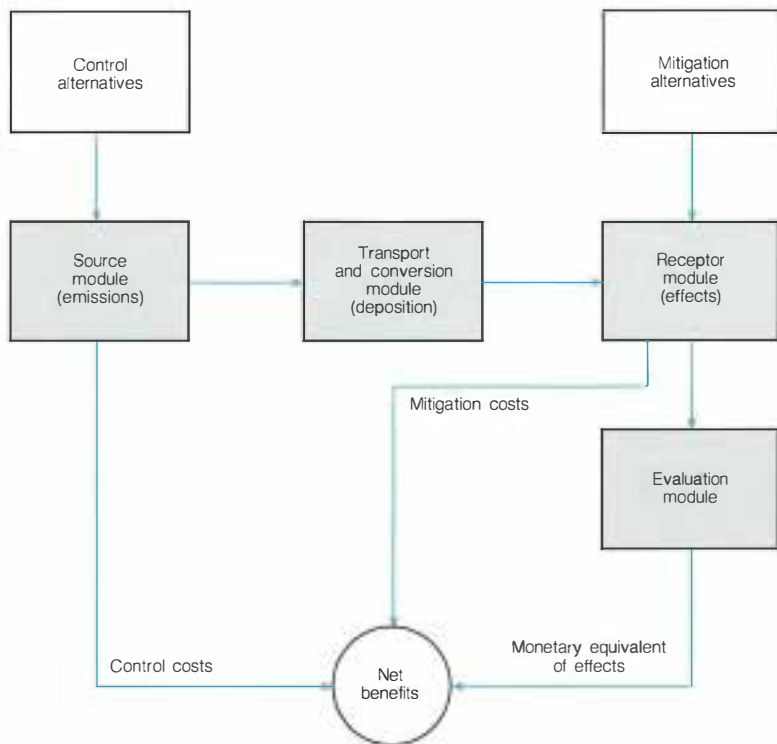 Control
alternatives
Mitigation
alternatives
Source
module
(emissions)
Transport
and conversion
module
(deposition)
Receptor
module
(effects)
Mitigation costs
Evaluation
module
Control costs
Net
benefits
Monetary equivalent
of effects